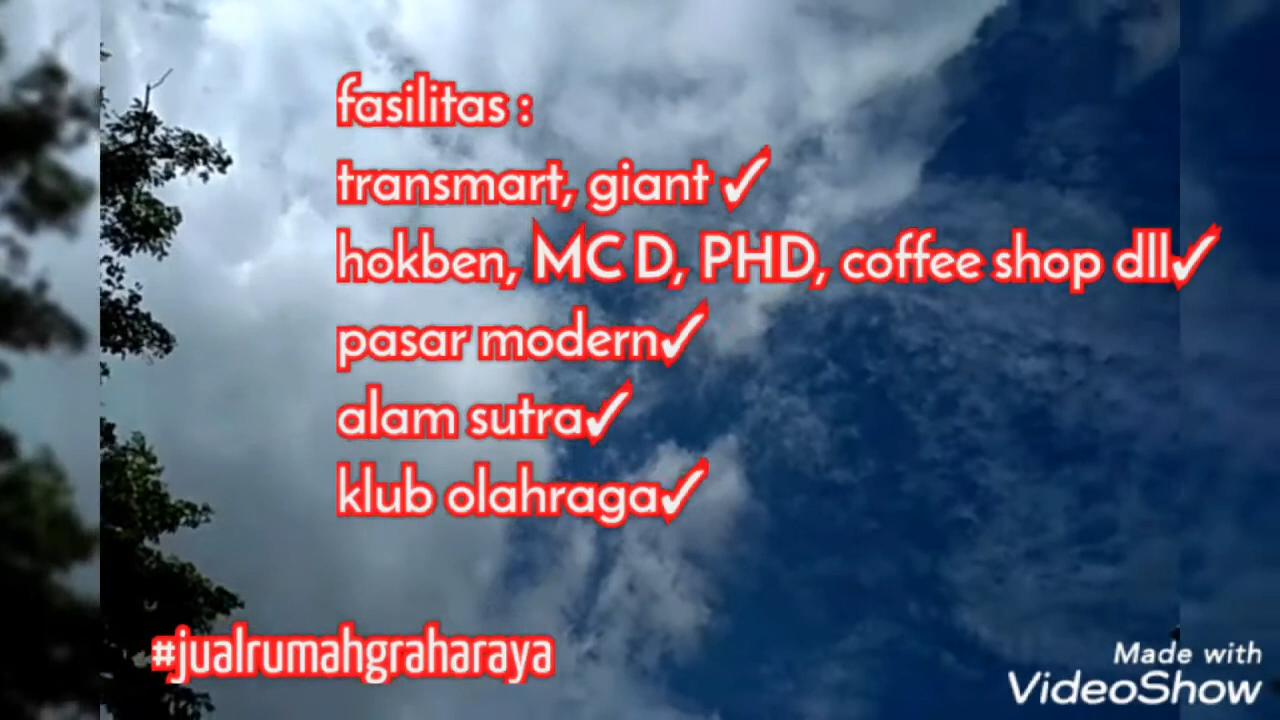 fasilitas :
transmart, giant ✓
hokben, MC D, PHD, coffee shop dll✓
pasar modern✓
alam sutra✓
klub olahraga✓
#jualrumahgraharaya
Made with
VideoShow